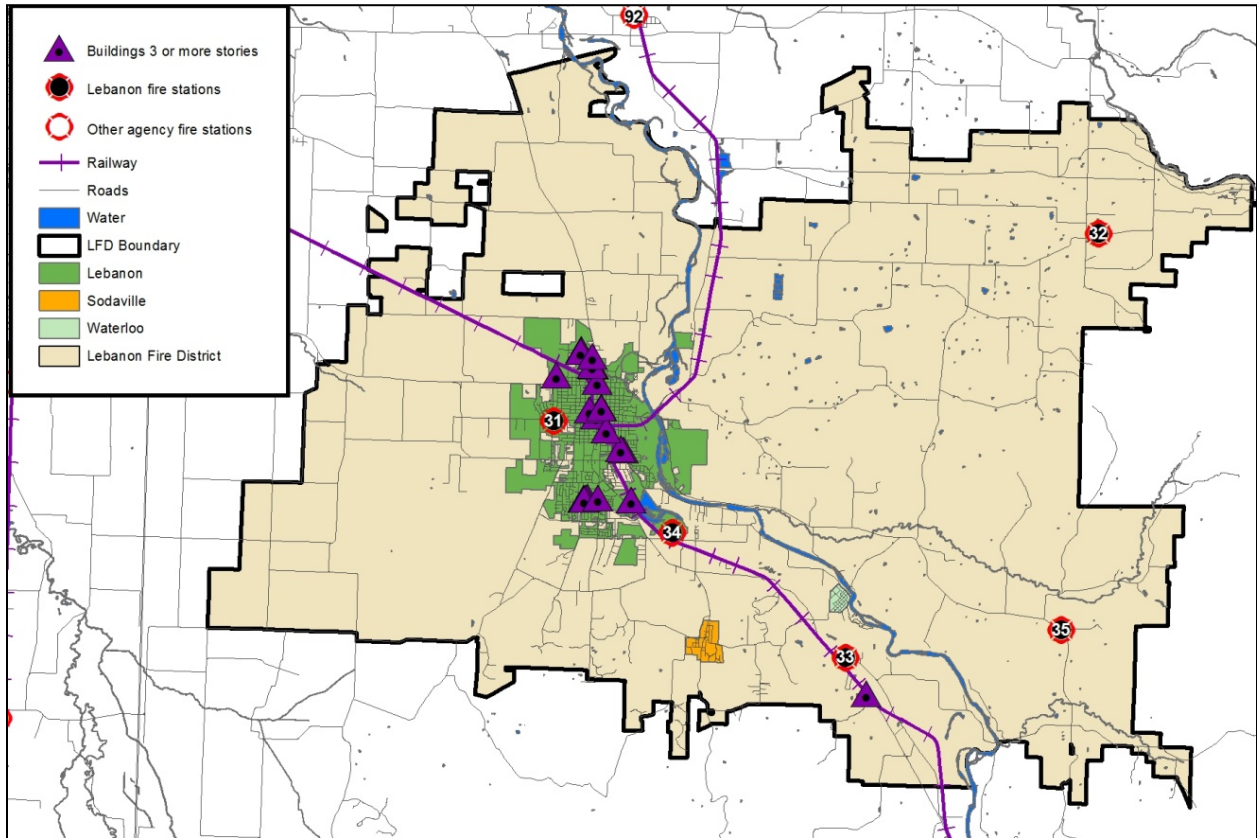 92
Buildings 3 or more stories
Lebanon fire stations
Other agency fire stations
Railway
Roads
Water
LFD Boundary
Lebanon
Sodaville
Waterloo
Lebanon Fire District
32
31
34
35
33